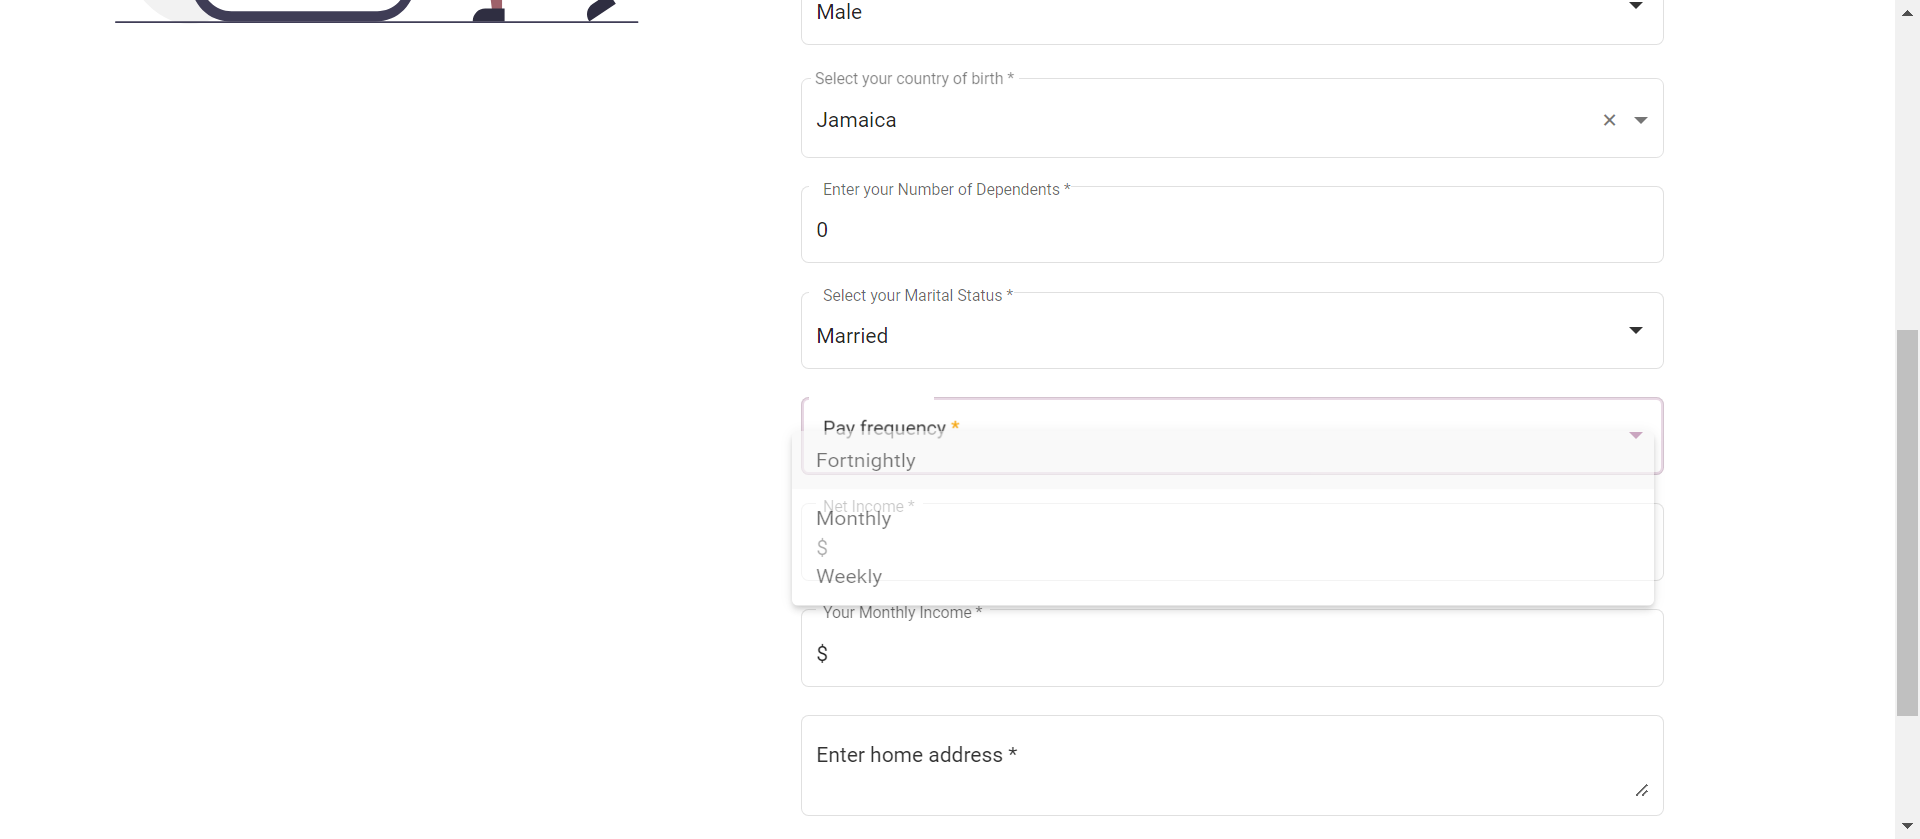 Male
Select your country of birth *
Jamaica
Enter your Number of Dependents *
0
Select your Marital Status *
Married
Pay frequency *
Fortnightly
Net Income *
Monthly
$
Weekly
Your Monthly Income *
$
Enter home address *